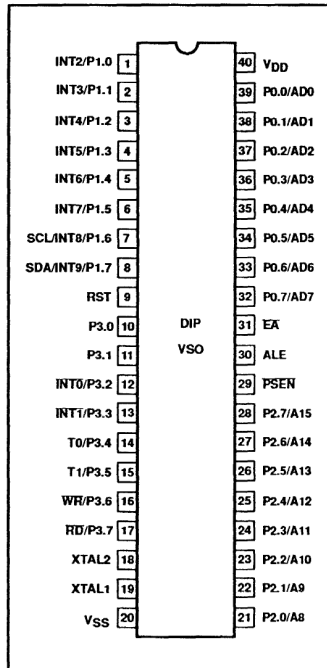 INT2/P1.0 1 40 VDD
INT3/P1.1 2 39 P0.0/AD0
INT4/P1.2 3 38 P0.1/AD1
INT5/P1.3 4 37 P0.2/AD2
INT6/P1.4 5 36 P0.3/AD3
INT7/P1.5 6 35 P0.4/AD4
SCL/INT8/P1.6 7 34 P0.5/AD5
SDA/INT9/P1.7 8 33 P0.6/AD6
RST 9 32 P0.7/AD7
P3.0 10 DIP 31 EA
P3.1 11 VSO 30 ALE
INT0/P3.2 12 29 PSEN
INT1/P3.3 13 28 P2.7/A15
T0/P3.4 14 27 P2.6/A14
T1/P3.5 15 26 P2.5/A13
WR/P3.6 16 25 P2.4/A12
RD/P3.7 17 24 P2.3/A11
XTAL2 18 23 P2.2/A10
XTAL1 19 22 P2.1/A9
VSS 20 21 P2.0/A8